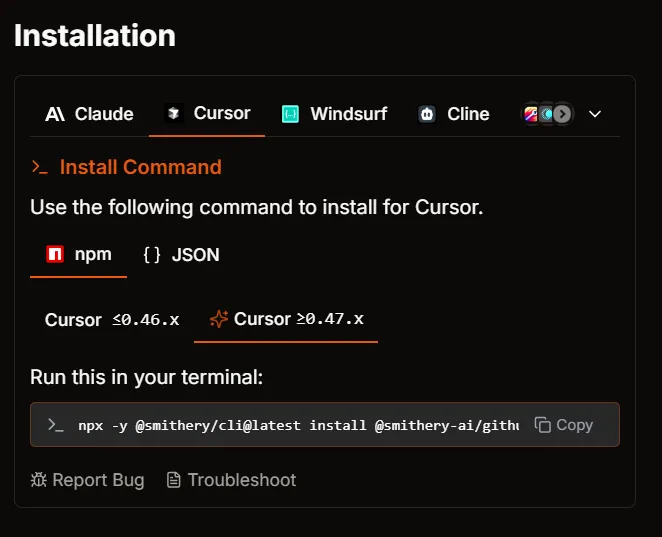 Installation
Claude Cursor Windsurf Cline
>_ Install Command
Use the following command to install for Cursor.
npm {} JSON
Cursor ≤0.46.x Cursor ≥0.47.x
Run this in your terminal:
>_ npx -y @smithery/cli@latest install @smithery-ai/githu Copy
Report Bug Troubleshoot